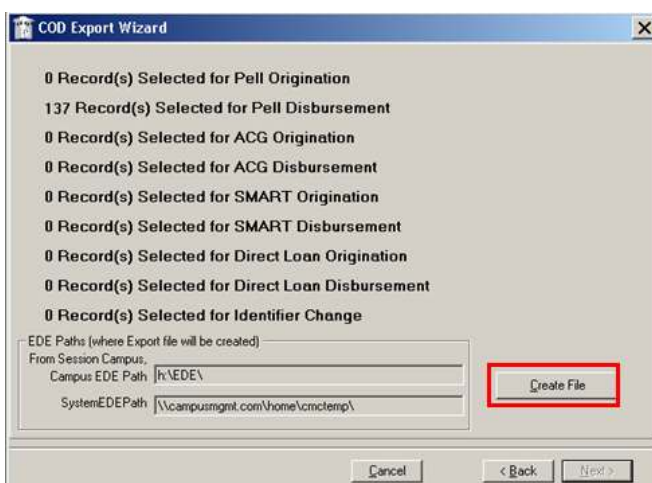 COD Export Wizard
0 Record(s) Selected for Pell Origination
137 Record(s) Selected for Pell Disbursement
0 Record(s) Selected for ACG Origination
0 Record(s) Selected for ACG Disbursement
0 Record(s) Selected for SMART Origination
0 Record(s) Selected for SMART Disbursement
0 Record(s) Selected for Direct Loan Origination
0 Record(s) Selected for Direct Loan Disbursement
0 Record(s) Selected for Identifier Change
EDE Paths (where Export file will be created)
From Session Campus,
Campus EDE Path h:\EDE\
SystemEDEPath \\campusmgmt.com\home\cmctemp\
Create File
Cancel < Back Next >